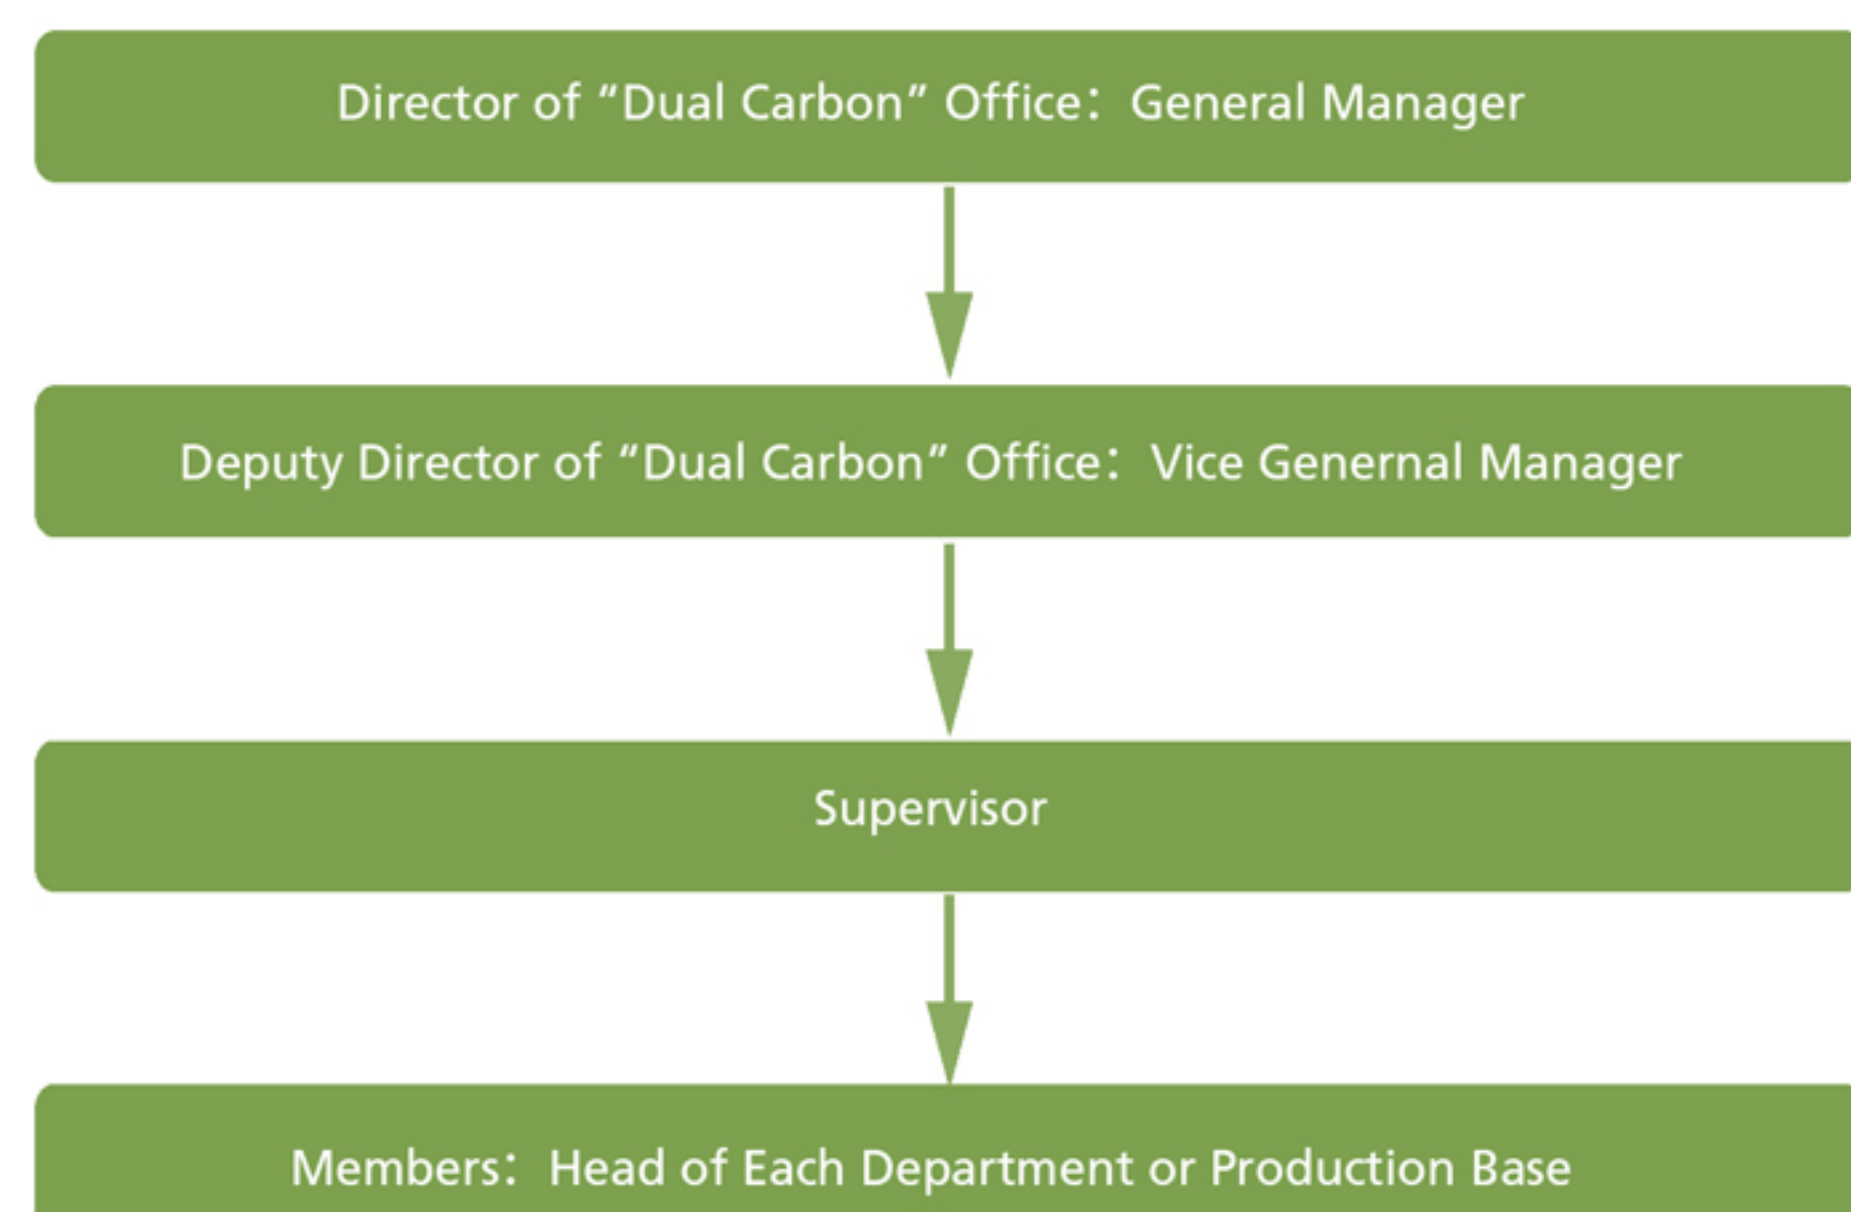 Director of “Dual Carbon” Office: General Manager
Deputy Director of “Dual Carbon” Office: Vice Genernal Manager
Supervisor
Members: Head of Each Department or Production Base